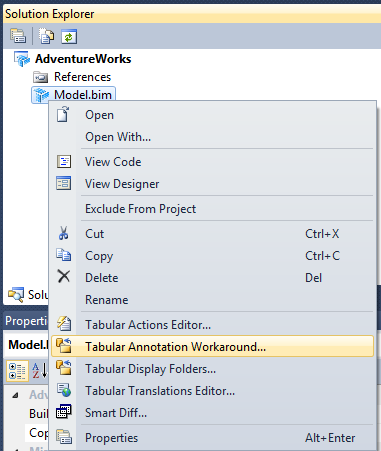 Solution Explorer
AdventureWorks
References
Model.bim
Open
Open With...
View Code
View Designer
Exclude From Project
Cut Ctrl+X
Copy Ctrl+C
Delete Del
Rename
Tabular Actions Editor...
Tabular Annotation Workaround...
Tabular Display Folders...
Tabular Translations Editor...
Smart Diff...
Properties Alt+Enter
Solu
Properti
Model.
Adv
Buil
Cop